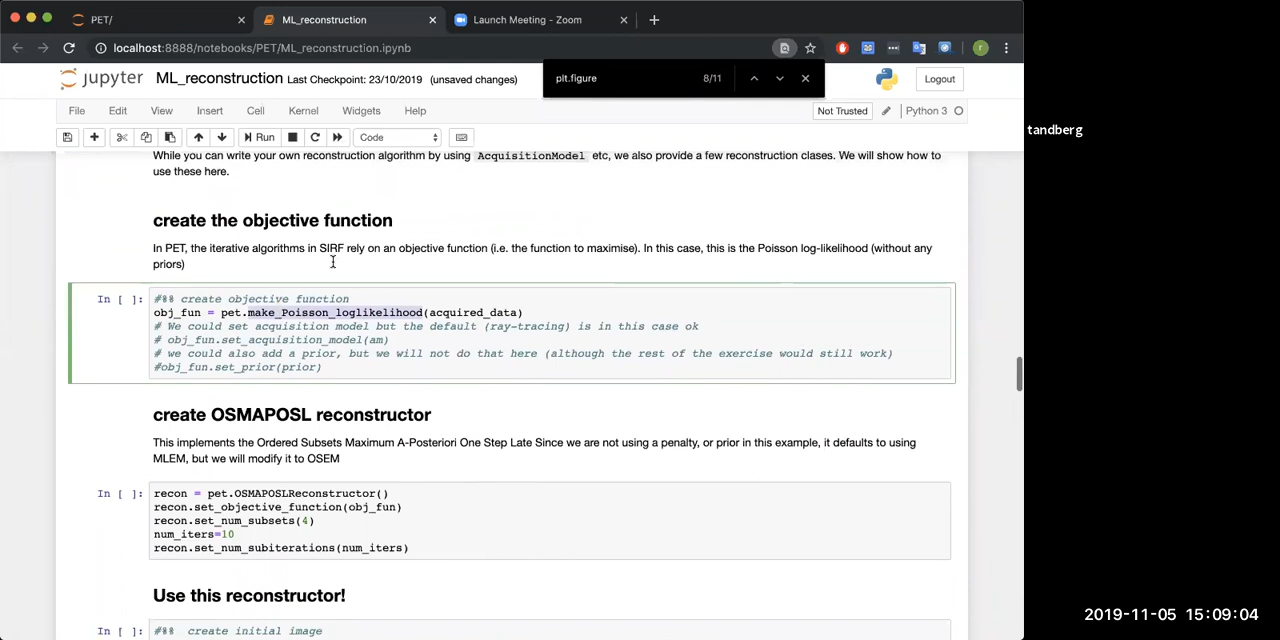 PET/
ML_reconstruction
Launch Meeting - Zoom
localhost:8888/notebooks/PET/ML_reconstruction.ipynb
r
jupyter ML_reconstruction Last Checkpoint: 23/10/2019 (unsaved changes)
plt.figure 8/11
Logout
File Edit View Insert Cell Kernel Widgets Help
Not Trusted
Python 3
Run
Code
tandberg
While you can write your own reconstruction algorithm by using AcquisitionModel etc, we also provide a few reconstruction clases. We will show how to
use these here.
create the objective function
In PET, the iterative algorithms in SIRF rely on an objective function (i.e. the function to maximise). In this case, this is the Poisson log-likelihood (without any
priors)
In [ ]: #%% create objective function
obj_fun = pet.make_Poisson_loglikelihood(acquired_data)
# We could set acquisition model but the default (ray-tracing) is in this case ok
# obj_fun.set_acquisition_model(am)
# we could also add a prior, but we will not do that here (although the rest of the exercise would still work)
#obj_fun.set_prior(prior)
create OSMAPOSL reconstructor
This implements the Ordered Subsets Maximum A-Posteriori One Step Late Since we are not using a penalty, or prior in this example, it defaults to using
MLEM, but we will modify it to OSEM
In [ ]: recon = pet.OSMAPOSLReconstructor()
recon.set_objective_function(obj_fun)
recon.set_num_subsets(4)
num_iters=10
recon.set_num_subiterations(num_iters)
Use this reconstructor!
In [ ]: #%% create initial image
2019-11-05 15:09:04